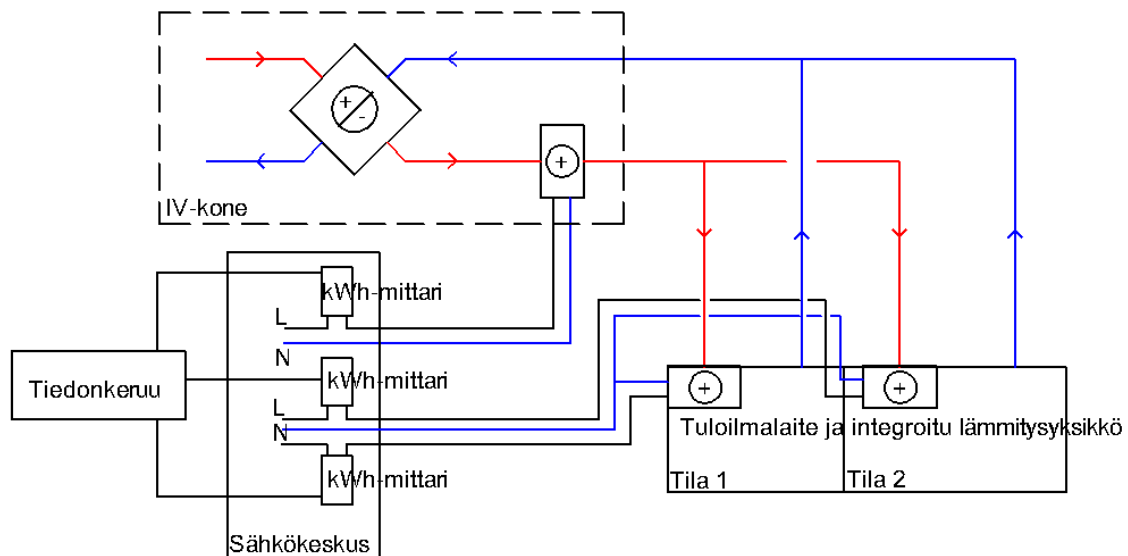 +
-
+
IV-kone
kWh-mittari
L
N
kWh-mittari
Tiedonkeruu
L
N
kWh-mittari
Sähkökeskus
+
+
Tuloilmalaite ja integroitu lämmitysyksikkö
Tila 1
Tila 2